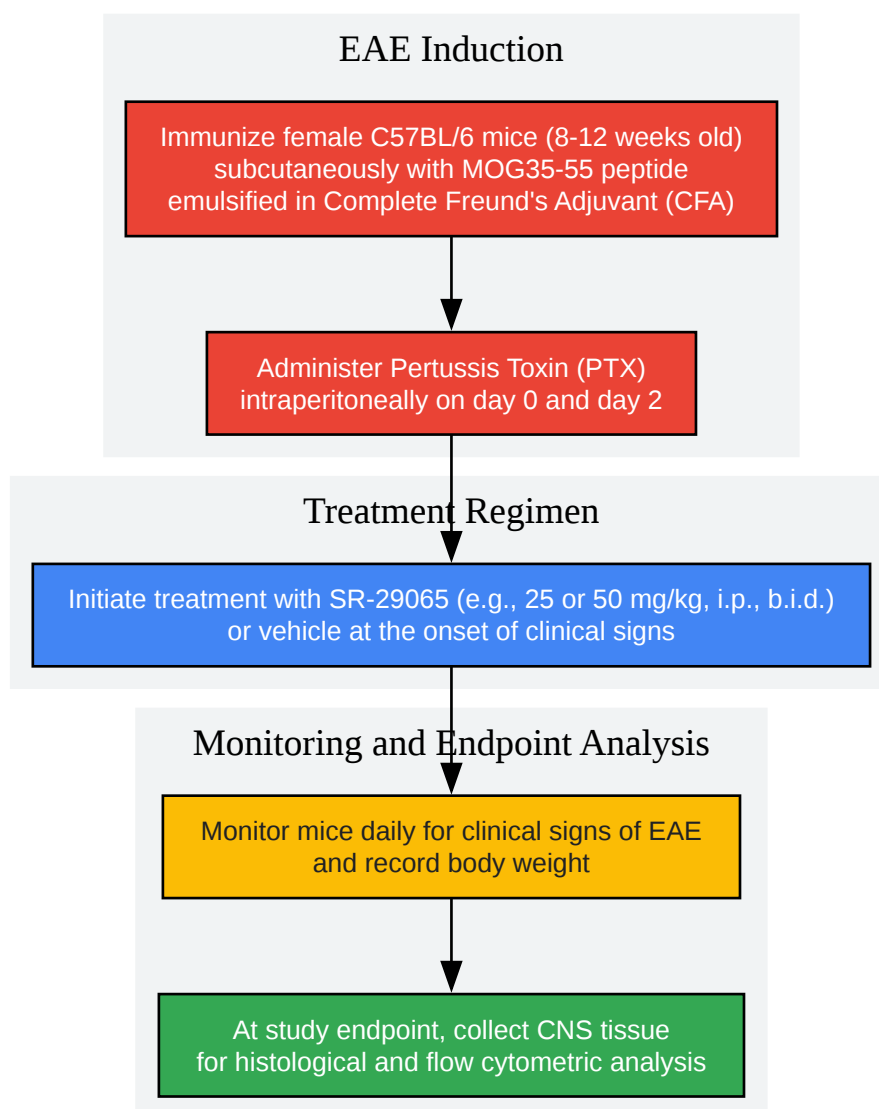 EAE Induction
Immunize female C57BL/6 mice (8-12 weeks old)
subcutaneously with MOG35-55 peptide
emulsified in Complete Freund's Adjuvant (CFA)
Administer Pertussis Toxin (PTX)
intraperitoneally on day 0 and day 2
Treatment Regimen
Initiate treatment with SR-29065 (e.g., 25 or 50 mg/kg, i.p., b.i.d.)
or vehicle at the onset of clinical signs
Monitoring and Endpoint Analysis
Monitor mice daily for clinical signs of EAE
and record body weight
At study endpoint, collect CNS tissue
for histological and flow cytometric analysis